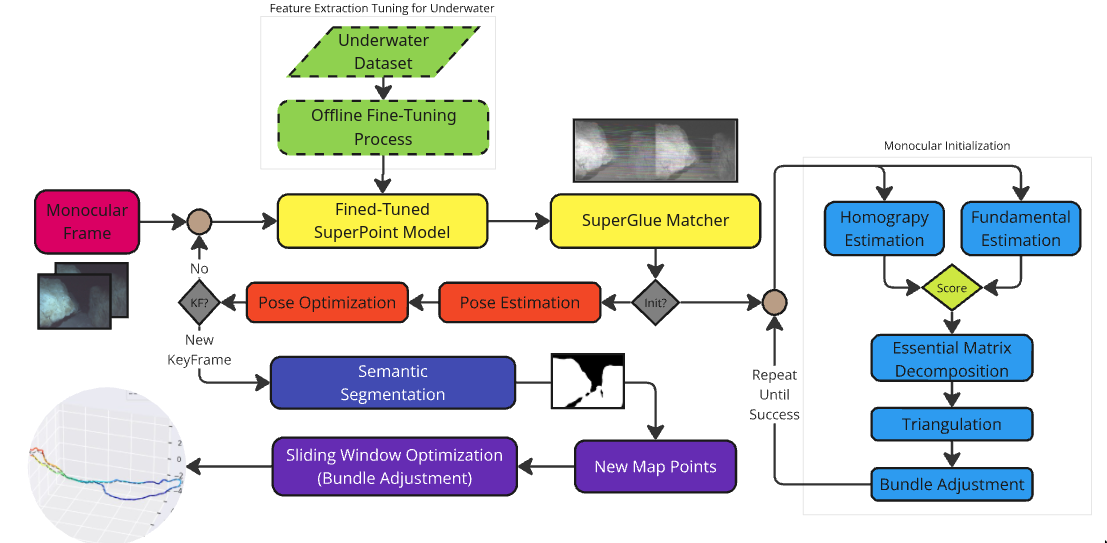 Feature Extraction Tuning for Underwater
Underwater
Dataset
Offline Fine-Tuning
Process
Monocular Initialization
Monocular
Frame
Fined-Tuned
SuperPoint Model
SuperGlue Matcher
Homograpy
Estimation
Fundamental
Estimation
No
KF?
Pose Optimization
Pose Estimation
Init?
Score
New
KeyFrame
Essential Matrix
Decomposition
Semantic
Segmentation
Repeat
Until
Success
Triangulation
Sliding Window Optimization
(Bundle Adjustment)
New Map Points
Bundle Adjustment
2
0